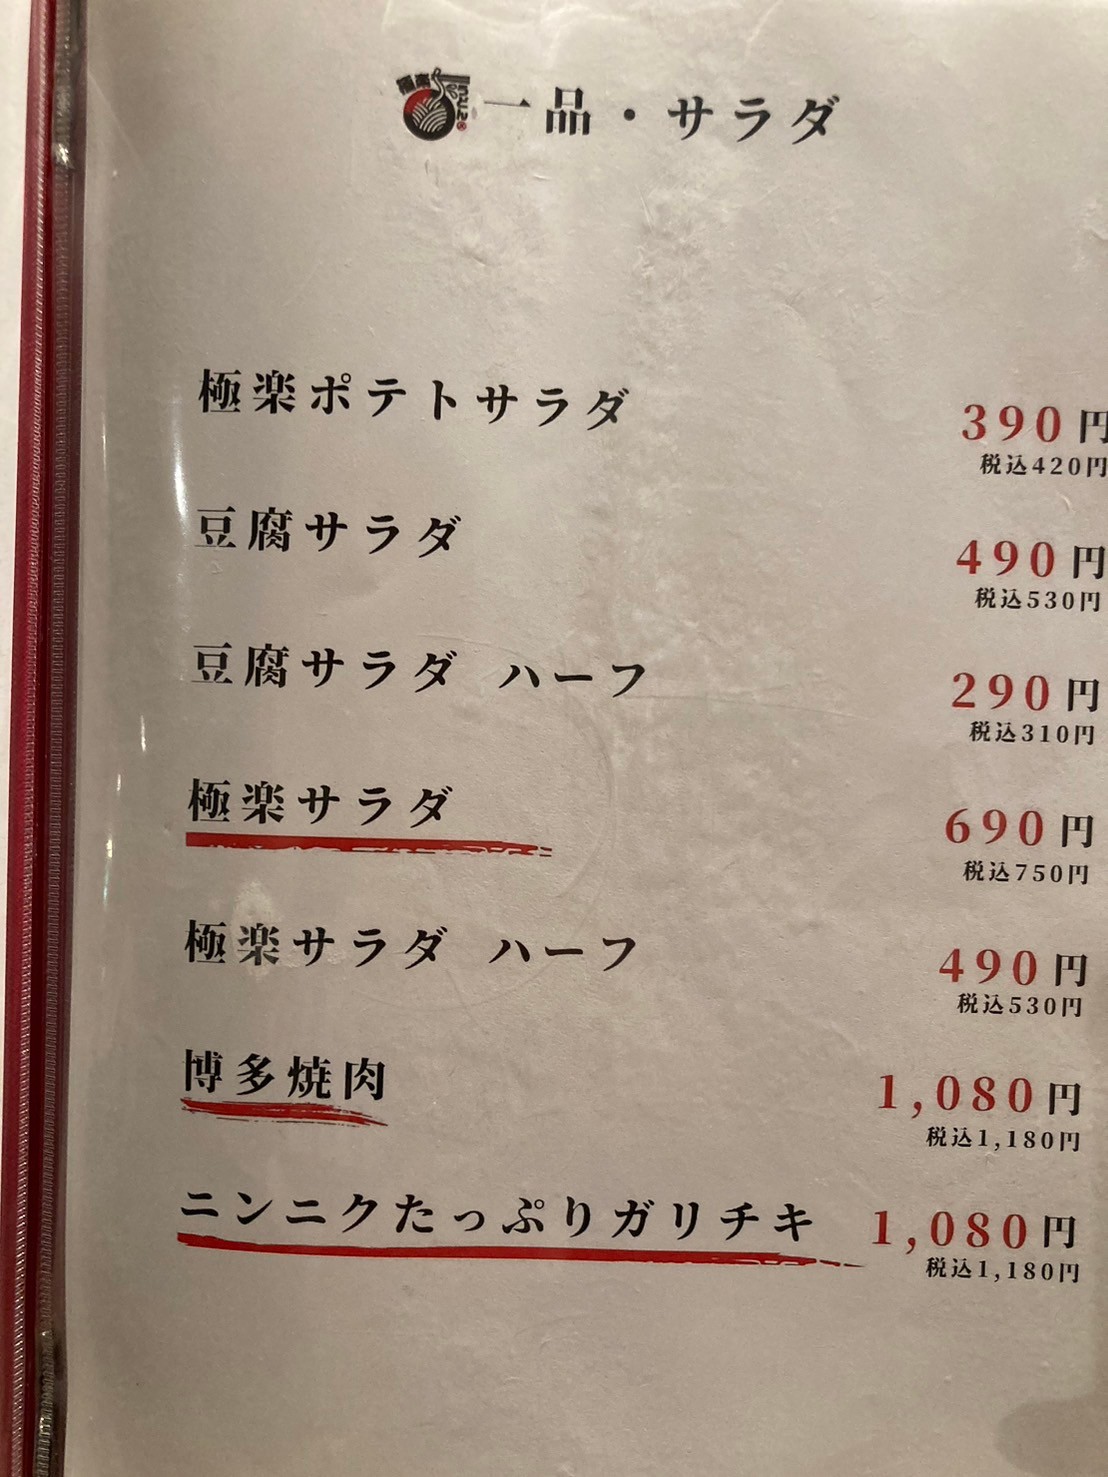 極楽うどん
一品・サラダ
極楽ポテトサラダ 390円
税込420円
豆腐サラダ 490円
税込530円
豆腐サラダ ハーフ 290円
税込310円
極楽サラダ 690円
税込750円
極楽サラダ ハーフ 490円
税込530円
博多焼肉 1,080円
税込1,180円
ニンニクたっぷりガリチキ 1,080円
税込1,180円